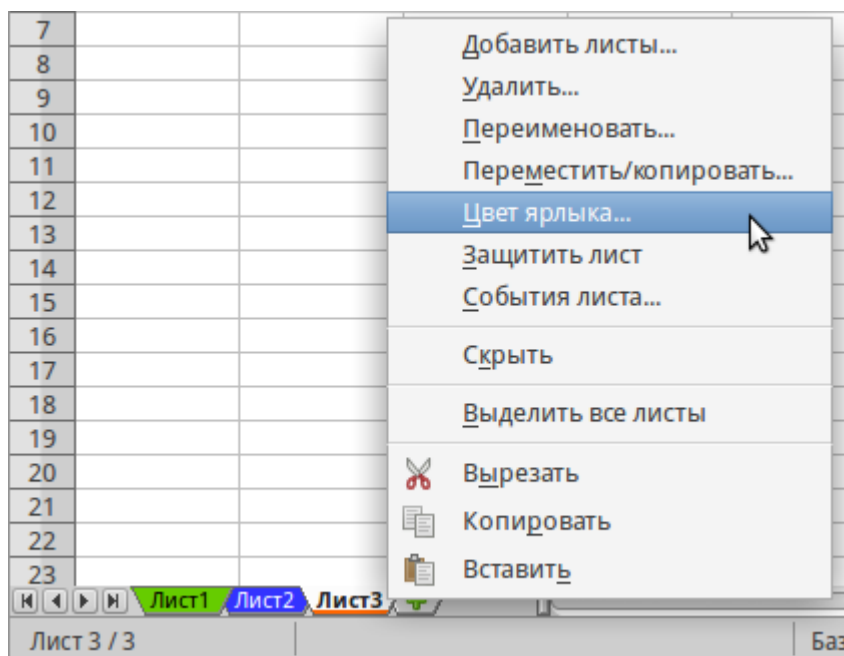 7
8
9
10
11
12
13
14
15
16
17
18
19
20
21
22
23
Добавить листы...
Удалить...
Переименовать...
Переместить/копировать...
Цвет ярлыка...
Защитить лист
События листа...
Скрыть
Выделить все листы
Вырезать
Копировать
Вставить
Лист1 Лист2 Лист3
Лист 3 / 3
Баз